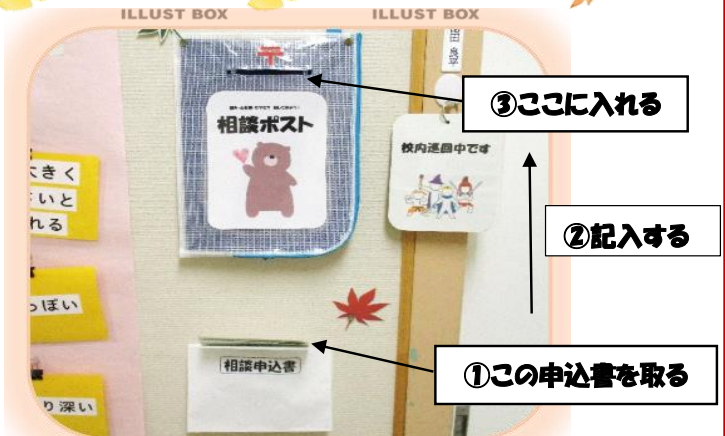 ILLUST BOX
ILLUST BOX
〒
相談ポスト
③ここに入れる
校内巡回中です
②記入する
大きく
いと
れる
っぽい
り深い
相談申込書
①この申込書を取る